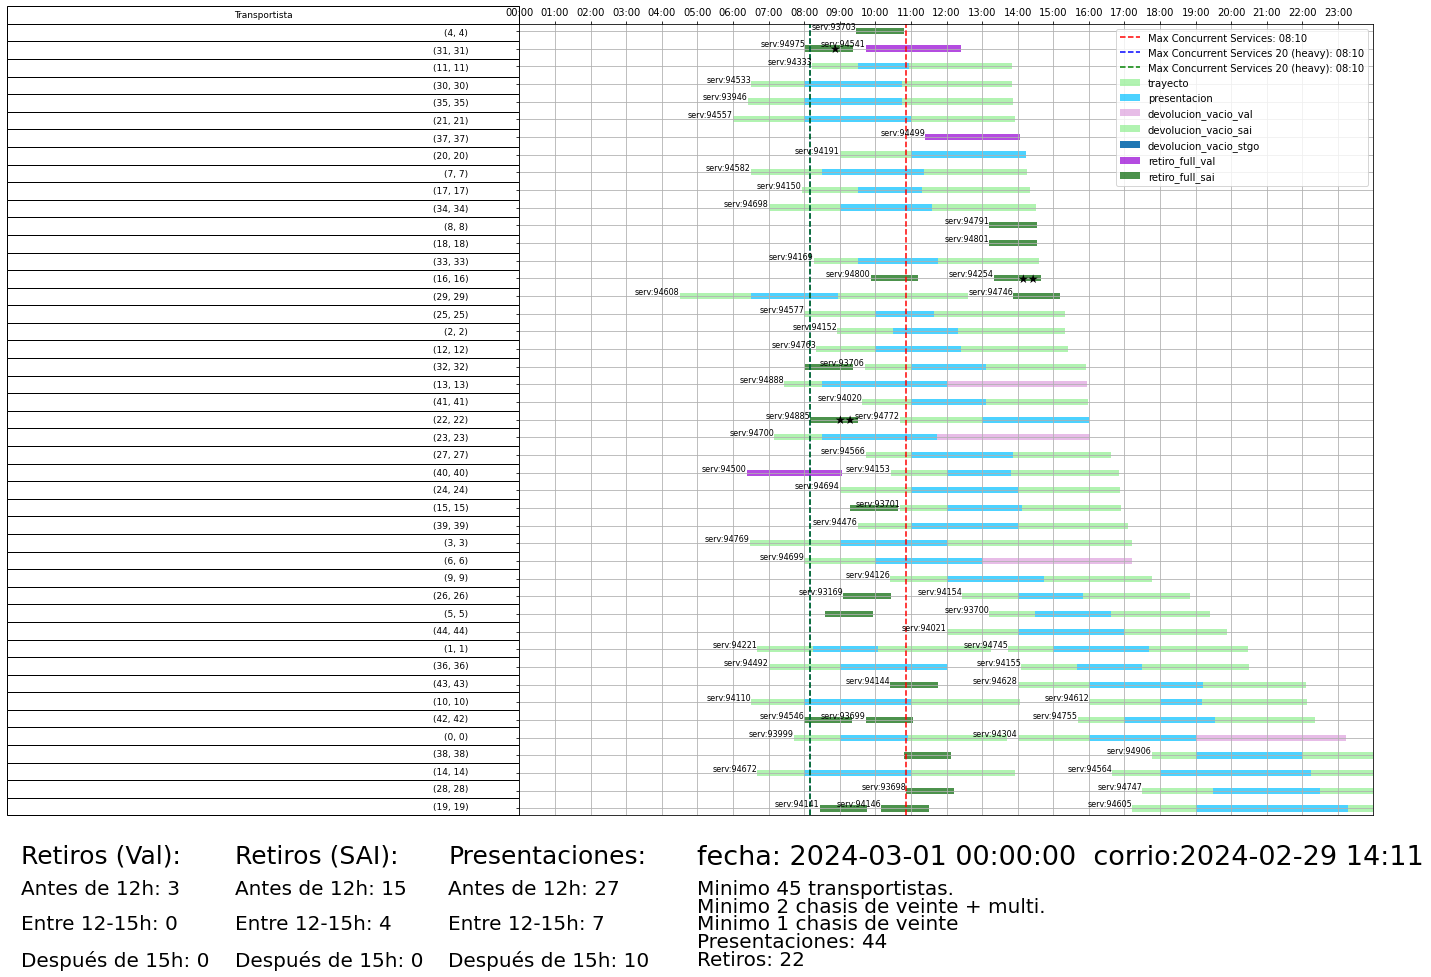 Transportista
00:00 01:00 02:00 03:00 04:00 05:00 06:00 07:00 08:00 09:00 10:00 11:00 12:00 13:00 14:00 15:00 16:00 17:00 18:00 19:00 20:00 21:00 22:00 23:00
Max Concurrent Services: 08:10
Max Concurrent Services 20 (heavy): 08:10
Max Concurrent Services 20 (heavy): 08:10
trayecto
presentacion
devolucion_vacio_val
devolucion_vacio_sai
devolucion_vacio_stgo
retiro_full_val
retiro_full_sai
(4, 4) serv:93703
(31, 31) serv:94975 serv:94541
(11, 11) serv:94333
(30, 30) serv:94533
(35, 35) serv:93946
(21, 21) serv:94557
(37, 37) serv:94499
(20, 20) serv:94191
(7, 7) serv:94582
(17, 17) serv:94150
(34, 34) serv:94698
(8, 8) serv:94791
(18, 18) serv:94801
(33, 33) serv:94169
(16, 16) serv:94800 serv:94254
(29, 29) serv:94608 serv:94746
(25, 25) serv:94577
(2, 2) serv:94152
(12, 12) serv:94763
(32, 32) serv:93706
(13, 13) serv:94888
(41, 41) serv:94020
(22, 22) serv:94885 serv:94772
(23, 23) serv:94700
(27, 27) serv:94566
(40, 40) serv:94500 serv:94153
(24, 24) serv:94694
(15, 15) serv:93701
(39, 39) serv:94476
(3, 3) serv:94769
(6, 6) serv:94699
(9, 9) serv:94126
(26, 26) serv:93169 serv:94154
(5, 5) serv:93700
(44, 44) serv:94021
(1, 1) serv:94221 serv:94745
(36, 36) serv:94492 serv:94155
(43, 43) serv:94144 serv:94628
(10, 10) serv:94110 serv:94612
(42, 42) serv:94546 serv:93699 serv:94755
(0, 0) serv:93999 serv:94304
(38, 38) serv:94906
(14, 14) serv:94672 serv:94564
(28, 28) serv:93698 serv:94747
(19, 19) serv:94141 serv:94146 serv:94605
Retiros (Val):
Antes de 12h: 3
Entre 12-15h: 0
Después de 15h: 0
Retiros (SAI):
Antes de 12h: 15
Entre 12-15h: 4
Después de 15h: 0
Presentaciones:
Antes de 12h: 27
Entre 12-15h: 7
Después de 15h: 10
fecha: 2024-03-01 00:00:00 corrio:2024-02-29 14:11
Minimo 45 transportistas.
Minimo 2 chasis de veinte + multi.
Minimo 1 chasis de veinte
Presentaciones: 44
Retiros: 22